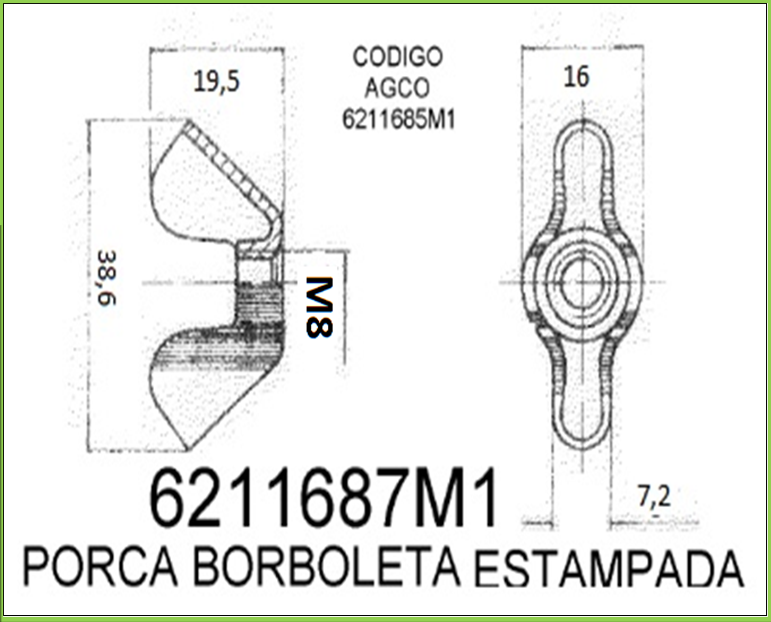 19,5
CODIGO
AGCO
6211685M1
16
38,6
M8
7,2
6211687M1
PORCA BORBOLETA ESTAMPADA